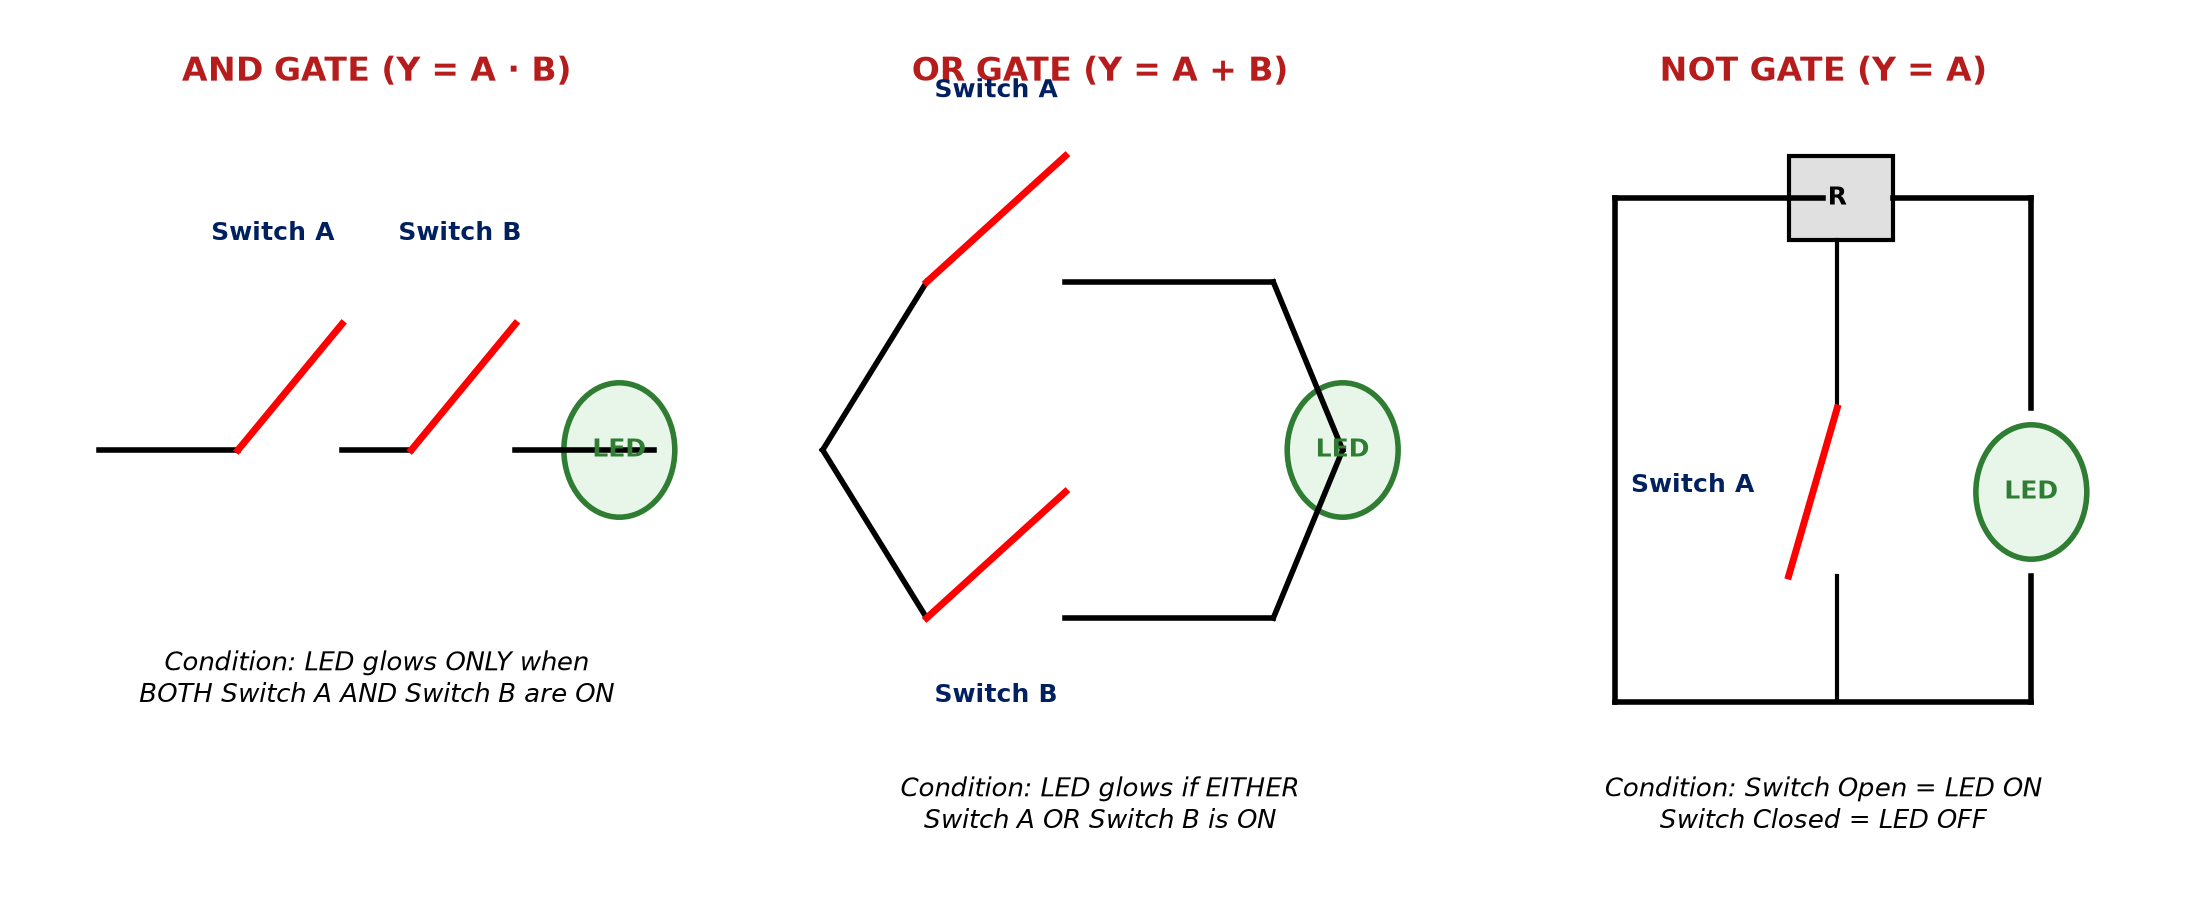 AND GATE (Y = A · B)
Switch A
Switch B
LED
Condition: LED glows ONLY when
BOTH Switch A AND Switch B are ON
OR GATE (Y = A + B)
Switch A
LED
Switch B
Condition: LED glows if EITHER
Switch A OR Switch B is ON
NOT GATE (Y = A)
R
Switch A
LED
Condition: Switch Open = LED ON
Switch Closed = LED OFF